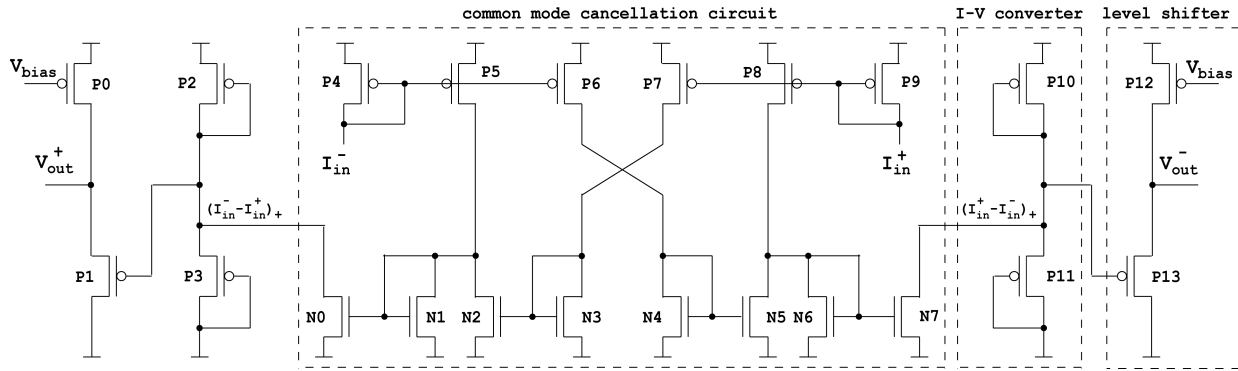 common mode cancellation circuit
I-V converter
level shifter
V_bias
P0
P2
P4
P5
P6
P7
P8
P9
P10
P12
V_bias
I_in^-
I_in^+
V_out^+
V_out^-
(I_in^- - I_in^+)_+
(I_in^+ - I_in^-)_+
P1
P3
P11
P13
N0
N1
N2
N3
N4
N5
N6
N7